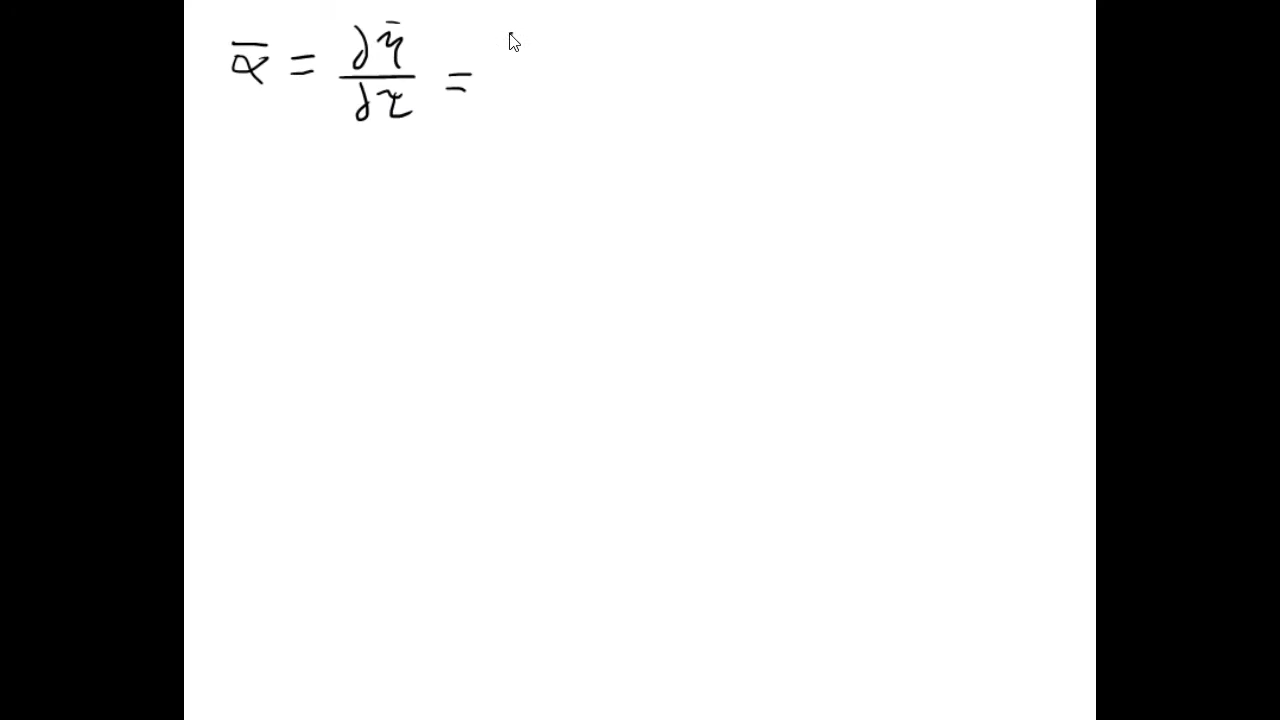 ᾱ = ∂η̄/∂τ =